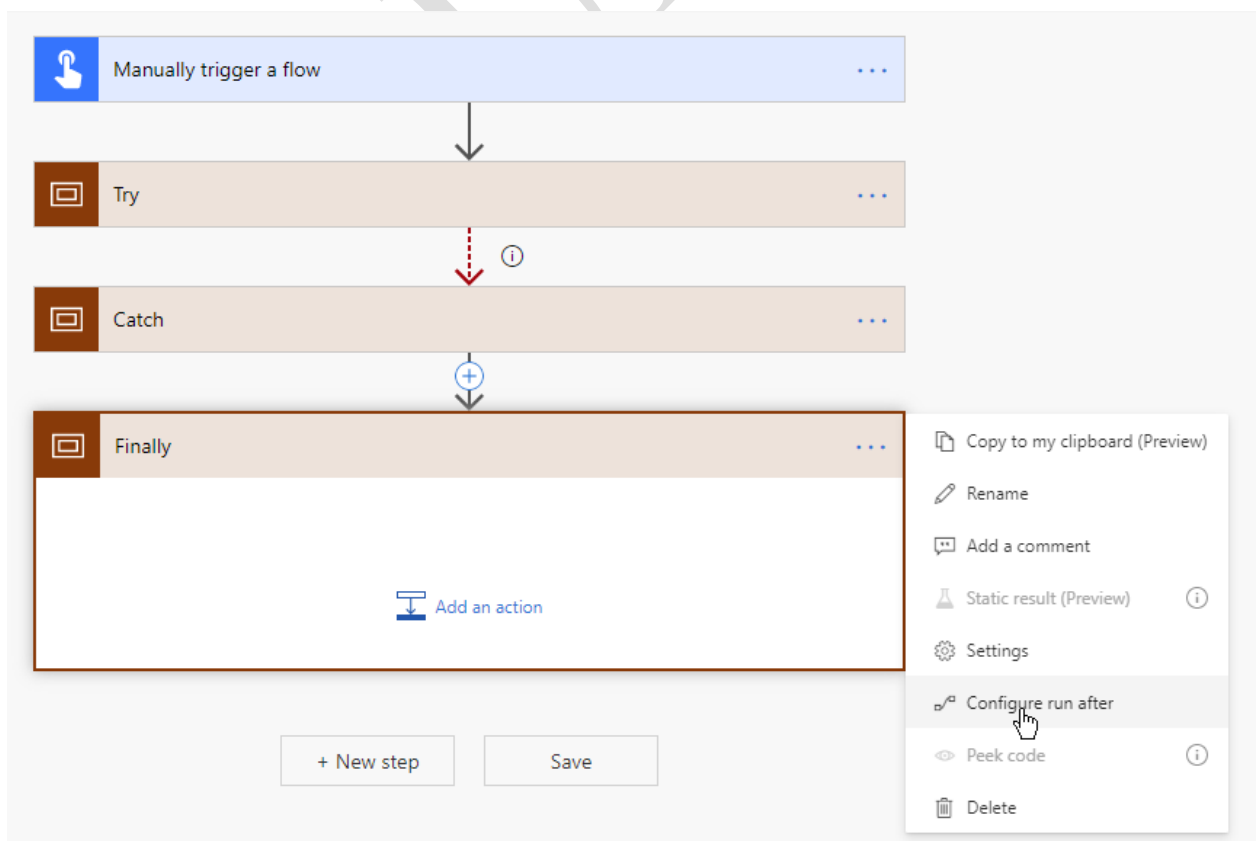 Manually trigger a flow
Try
Catch
Finally
Add an action
+ New step
Save
Copy to my clipboard (Preview)
Rename
Add a comment
Static result (Preview)
Settings
Configure run after
Peek code
Delete